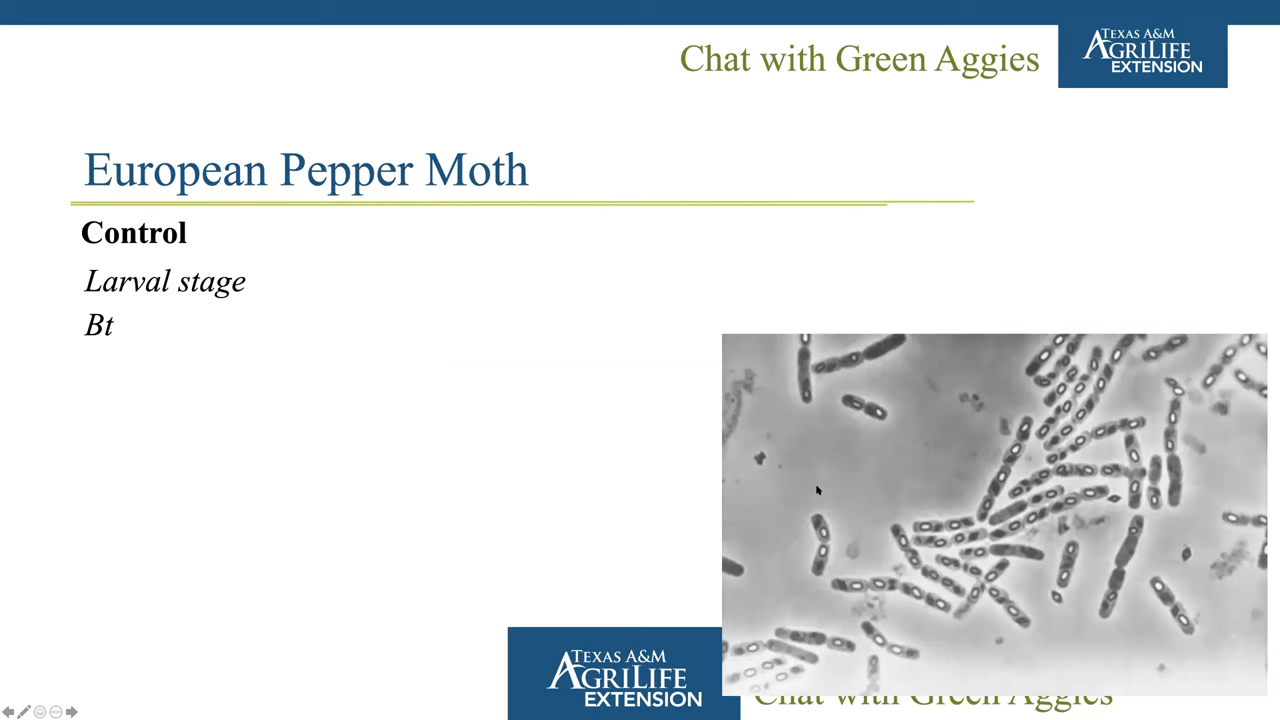 Chat with Green Aggies
TEXAS A&M
AGRILIFE
EXTENSION
European Pepper Moth
Control
Larval stage
Bt
TEXAS A&M
AGRILIFE
EXTENSION
Chat with Green Aggies